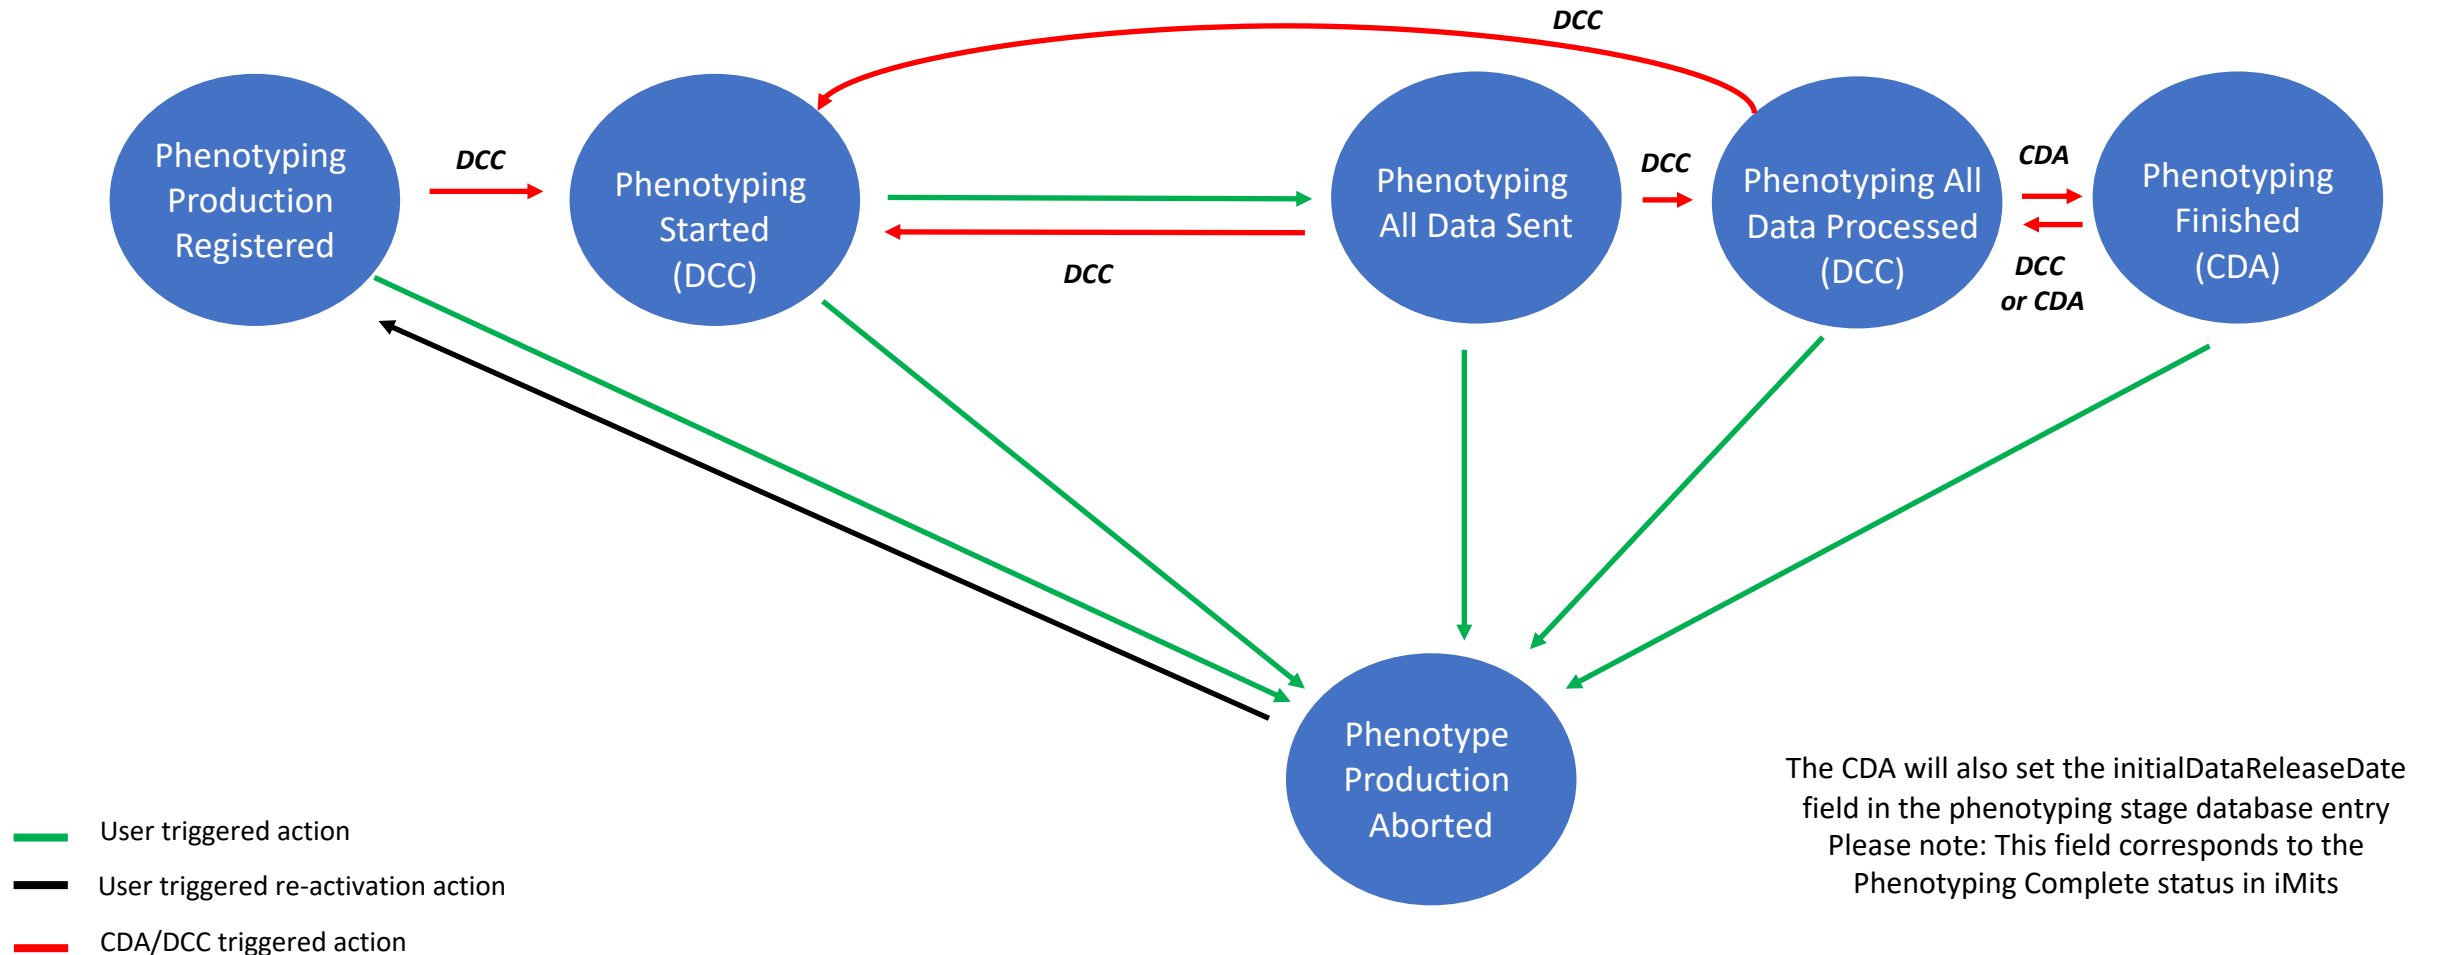 DCC
Phenotyping
Production
Registered
DCC
Phenotyping
Started
(DCC)
DCC
Phenotyping
All Data Sent
DCC
Phenotyping All
Data Processed
(DCC)
CDA
DCC
or CDA
Phenotyping
Finished
(CDA)
Phenotype
Production
Aborted
The CDA will also set the initialDataReleaseDate
field in the phenotyping stage database entry
Please note: This field corresponds to the
Phenotyping Complete status in iMits
User triggered action
User triggered re-activation action
CDA/DCC triggered action